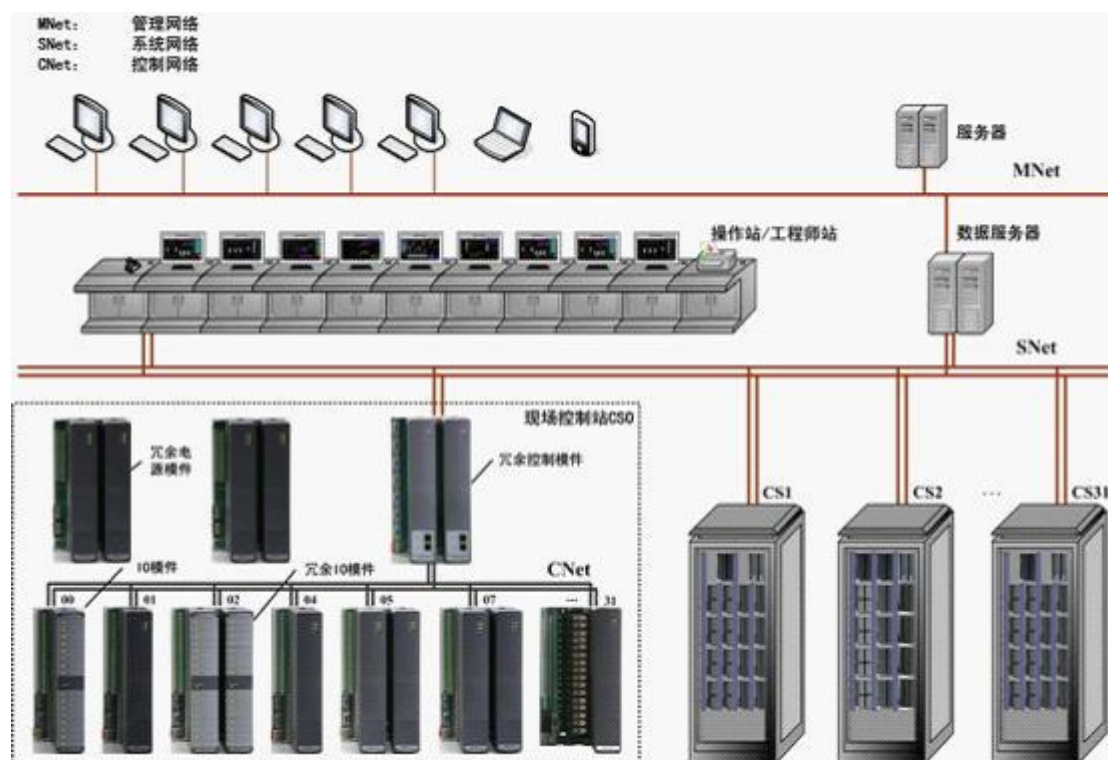 MNet: 管理网络
SNet: 系统网络
CNet: 控制网络
服务器
MNet
操作站/工程师站
数据服务器
SNet
现场控制站CS0
冗余电
源模件
冗余控制模件
CS1
CS2
...
CS31
IO模件
冗余IO模件
CNet
00
01
02
04
05
07
...
31